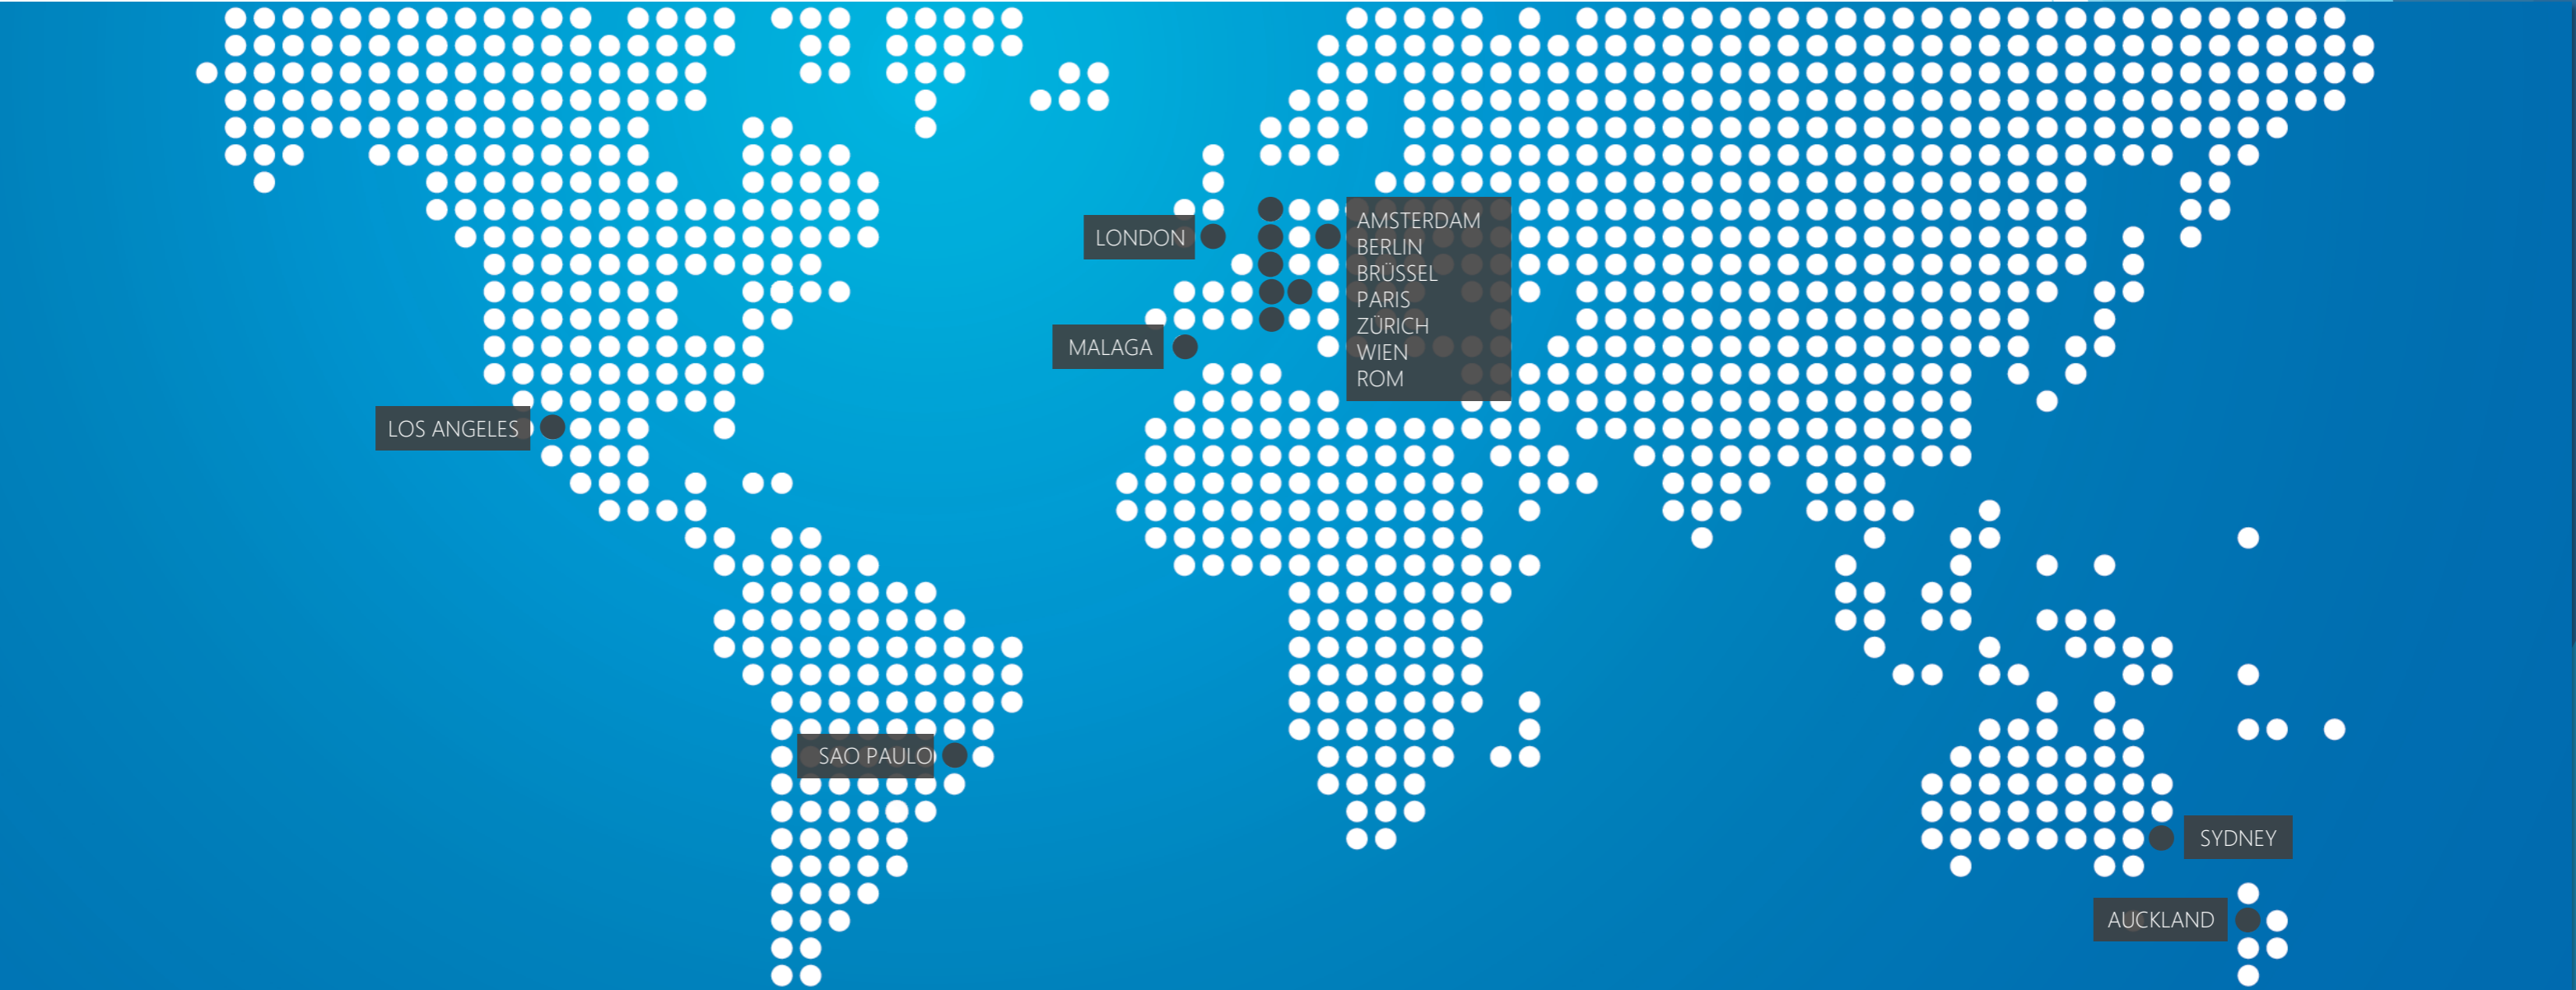 AMSTERDAM
BERLIN
BRÜSSEL
PARIS
ZÜRICH
WIEN
ROM
LONDON
MALAGA
LOS ANGELES
SAO PAULO
SYDNEY
AUCKLAND